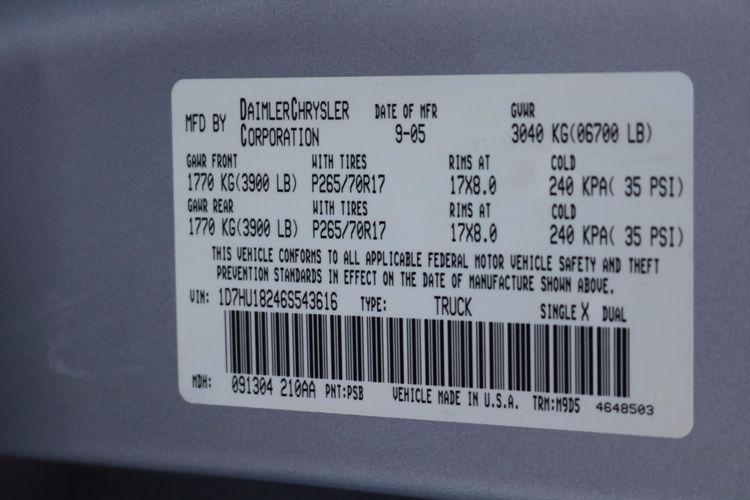 MFD BY DAIMLERCHRYSLER CORPORATION DATE OF MFR 9-05 GVWR 3040 KG(06700 LB)
GAWR FRONT WITH TIRES RIMS AT COLD
1770 KG(3900 LB) P265/70R17 17X8.0 240 KPA( 35 PSI)
GAWR REAR WITH TIRES RIMS AT COLD
1770 KG(3900 LB) P265/70R17 17X8.0 240 KPA( 35 PSI)
THIS VEHICLE CONFORMS TO ALL APPLICABLE FEDERAL MOTOR VEHICLE SAFETY AND THEFT
PREVENTION STANDARDS IN EFFECT ON THE DATE OF MANUFACTURE SHOWN ABOVE.
VIN: 1D7HU18246S543616 TYPE: TRUCK SINGLE X DUAL
MDH: 091304 210AA PNT:PSB VEHICLE MADE IN U.S.A. TRM:M9D5 4648503